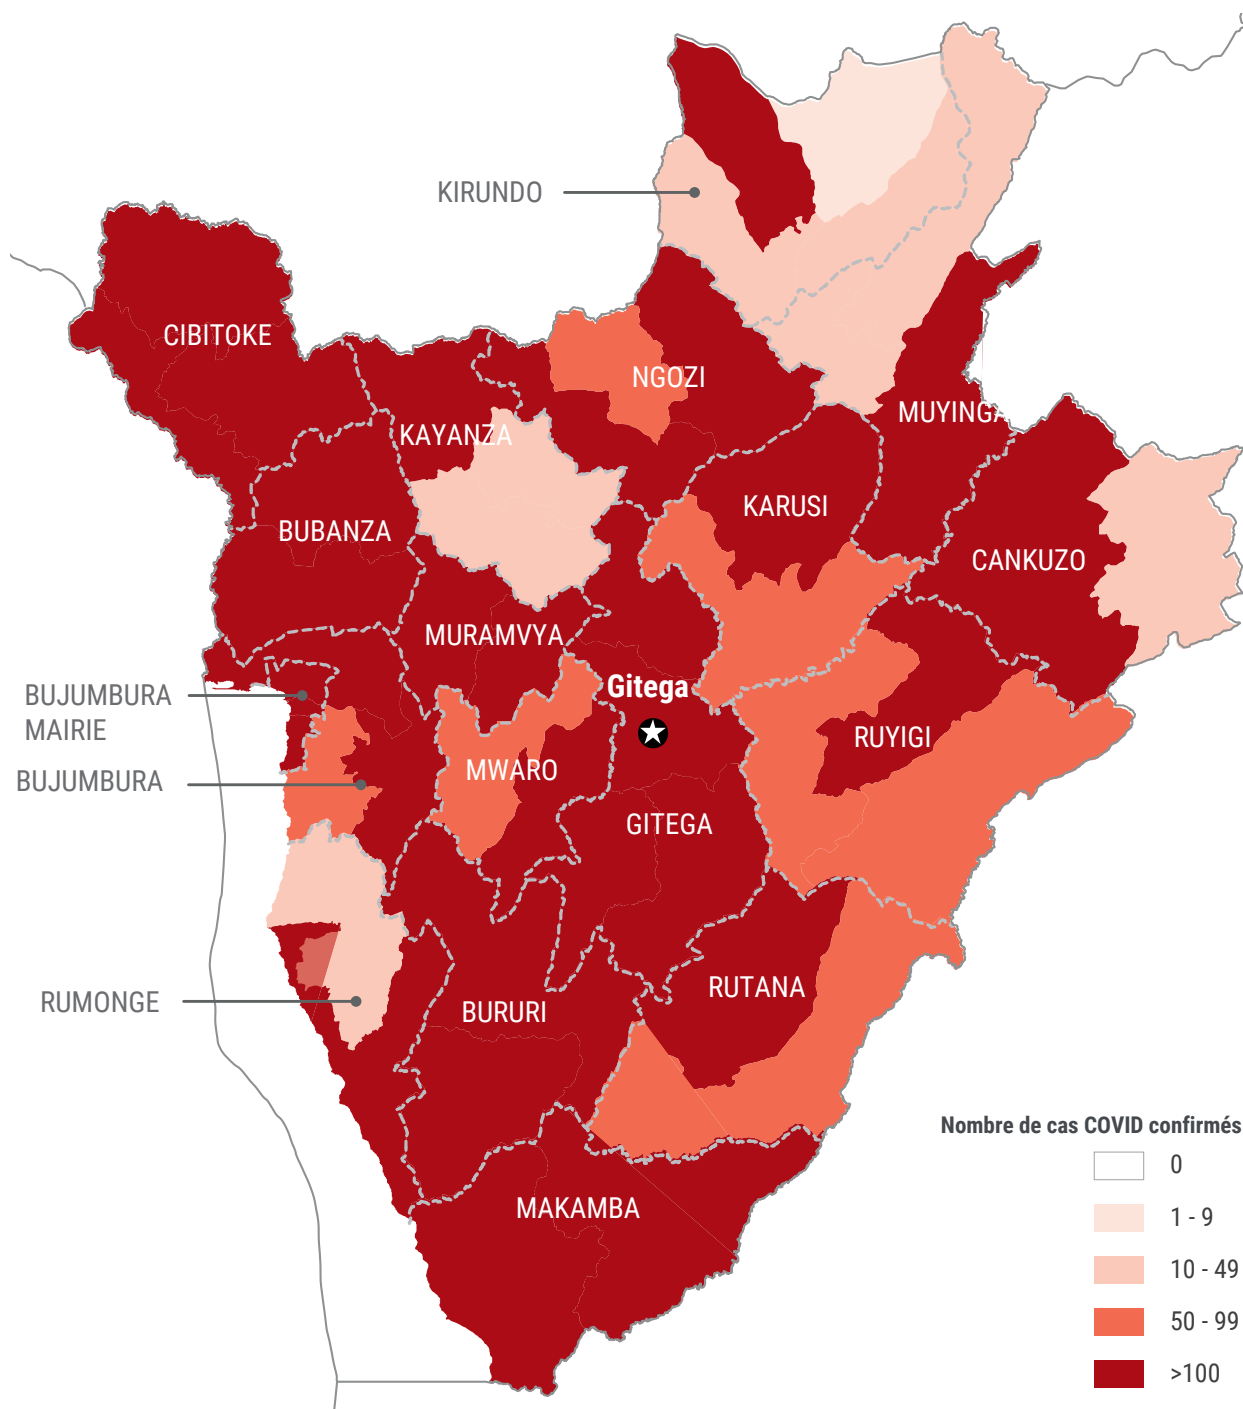 KIRUNDO
CIBITOKE
NGOZI
MUYINGA
KAYANZA
KARUSI
BUBANZA
CANKUZO
MURAMVYA
Gitega
BUJUMBURA
MAIRIE
RUYIGI
MWARO
BUJUMBURA
GITEGA
RUTANA
RUMONGE
BURURI
MAKAMBA
Nombre de cas COVID confirmés
0
1 - 9
10 - 49
50 - 99
>100